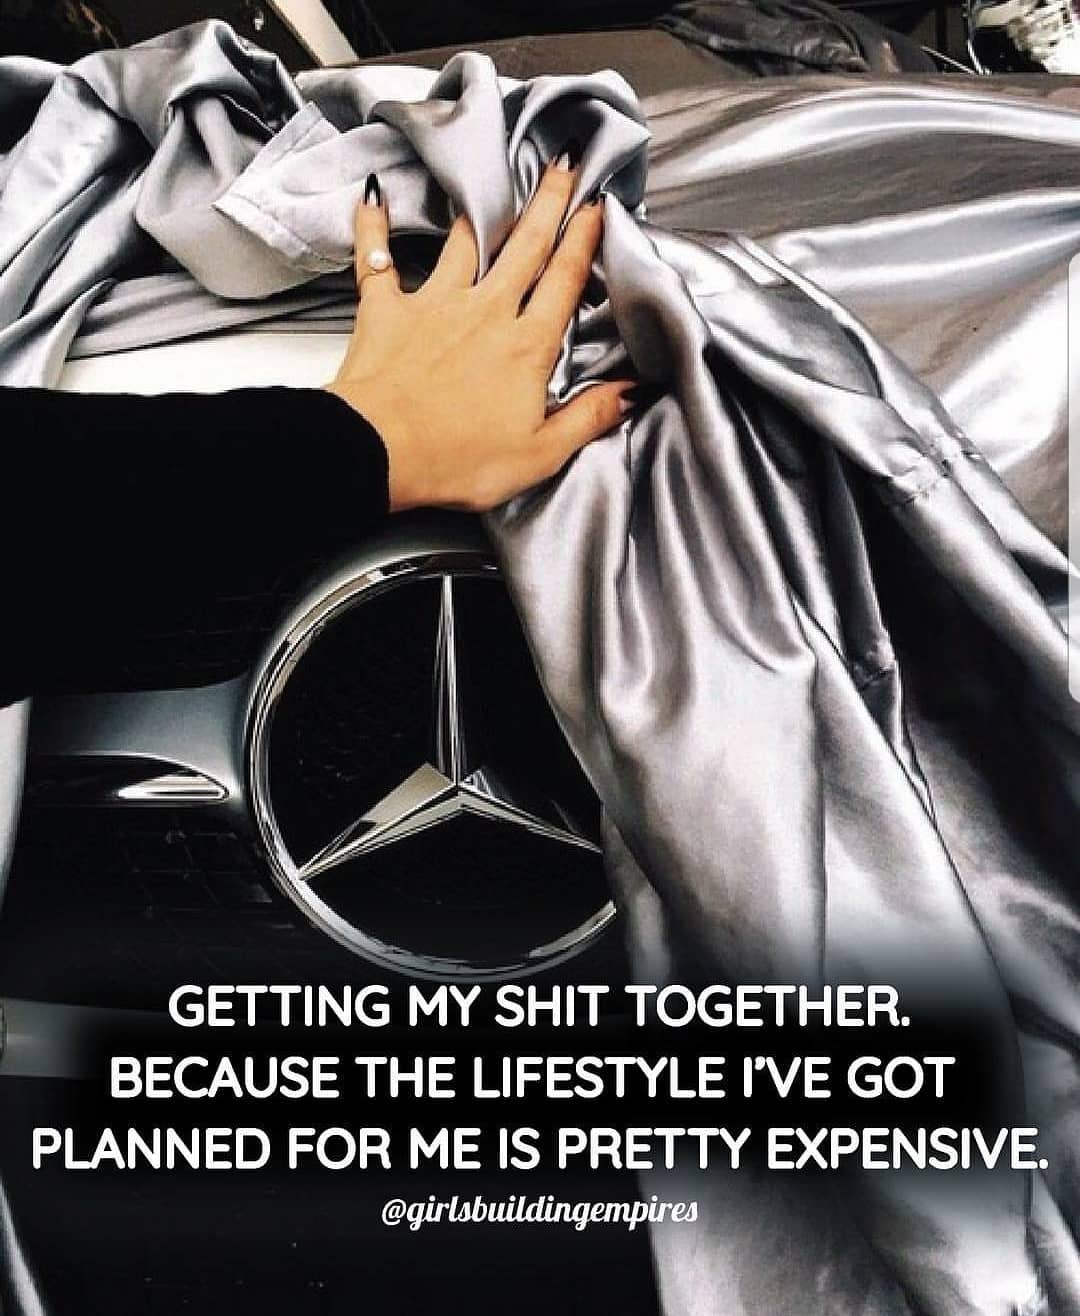 GETTING MY SHIT TOGETHER.
BECAUSE THE LIFESTYLE I'VE GOT
PLANNED FOR ME IS PRETTY EXPENSIVE.
@girlsbuildingempires